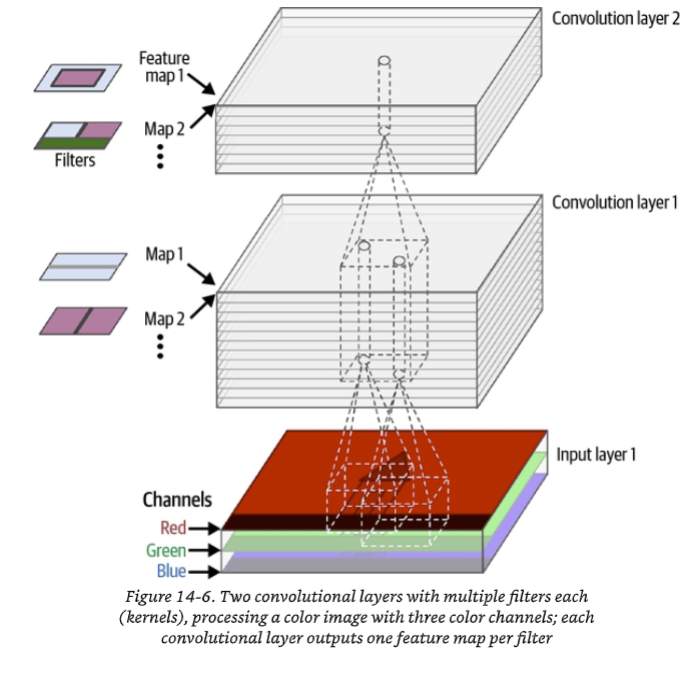 Convolution layer 2
Feature
map 1
Map 2
Filters
Convolution layer 1
Map 1
Map 2
Input layer 1
Channels
Red
Green
Blue
Figure 14-6. Two convolutional layers with multiple filters each
(kernels), processing a color image with three color channels; each
convolutional layer outputs one feature map per filter